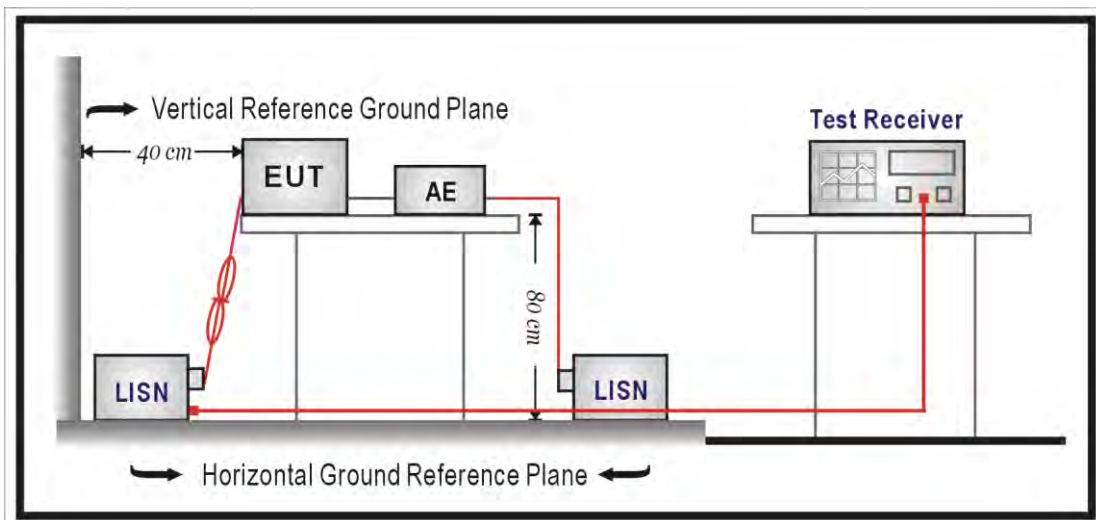 Vertical Reference Ground Plane
40 cm
EUT
AE
Test Receiver
80 cm
LISN
LISN
Horizontal Ground Reference Plane